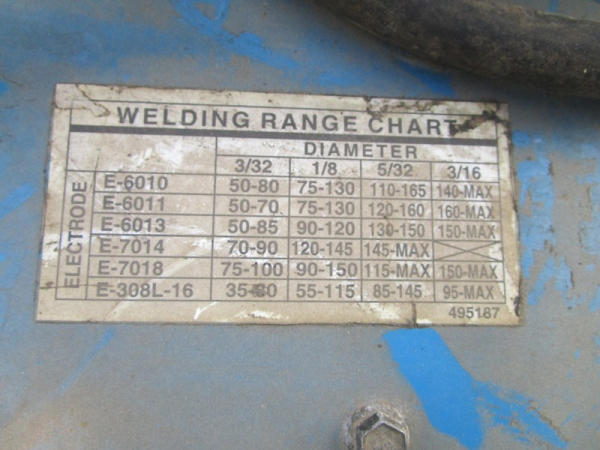 WELDING RANGE CHART
DIAMETER
ELECTRODE 3/32 1/8 5/32 3/16
E-6010 50-80 75-130 110-165 140-MAX
E-6011 50-70 75-130 120-160 160-MAX
E-6013 50-85 90-120 130-150 150-MAX
E-7014 70-90 120-145 145-MAX
E-7018 75-100 90-150 115-MAX 150-MAX
E-308L-16 35-80 55-115 85-145 95-MAX
495187